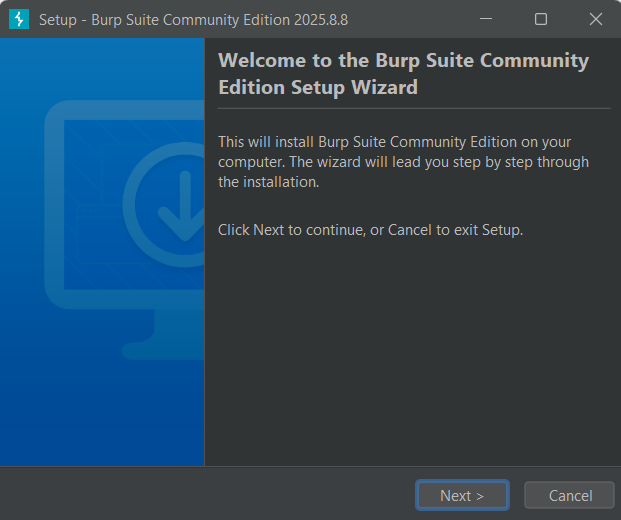 Setup - Burp Suite Community Edition 2025.8.8
Welcome to the Burp Suite Community
Edition Setup Wizard
This will install Burp Suite Community Edition on your
computer. The wizard will lead you step by step through
the installation.
Click Next to continue, or Cancel to exit Setup.
Next >
Cancel